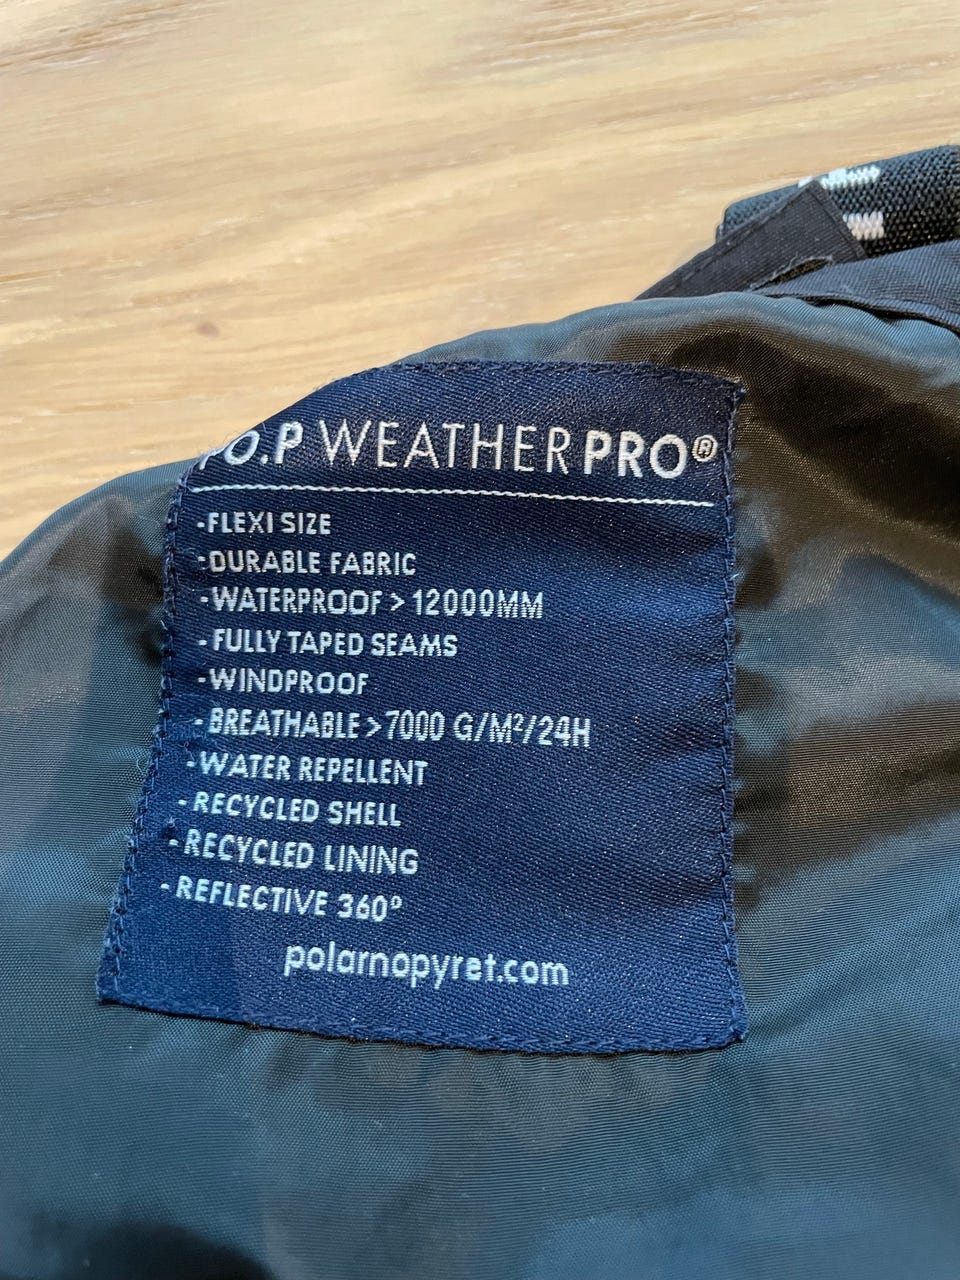 PO.P WEATHERPRO®
-FLEXI SIZE
-DURABLE FABRIC
-WATERPROOF > 12000MM
-FULLY TAPED SEAMS
-WINDPROOF
-BREATHABLE >7000 G/M²/24H
-WATER REPELLENT
-RECYCLED SHELL
-RECYCLED LINING
-REFLECTIVE 360°
polarnopyret.com